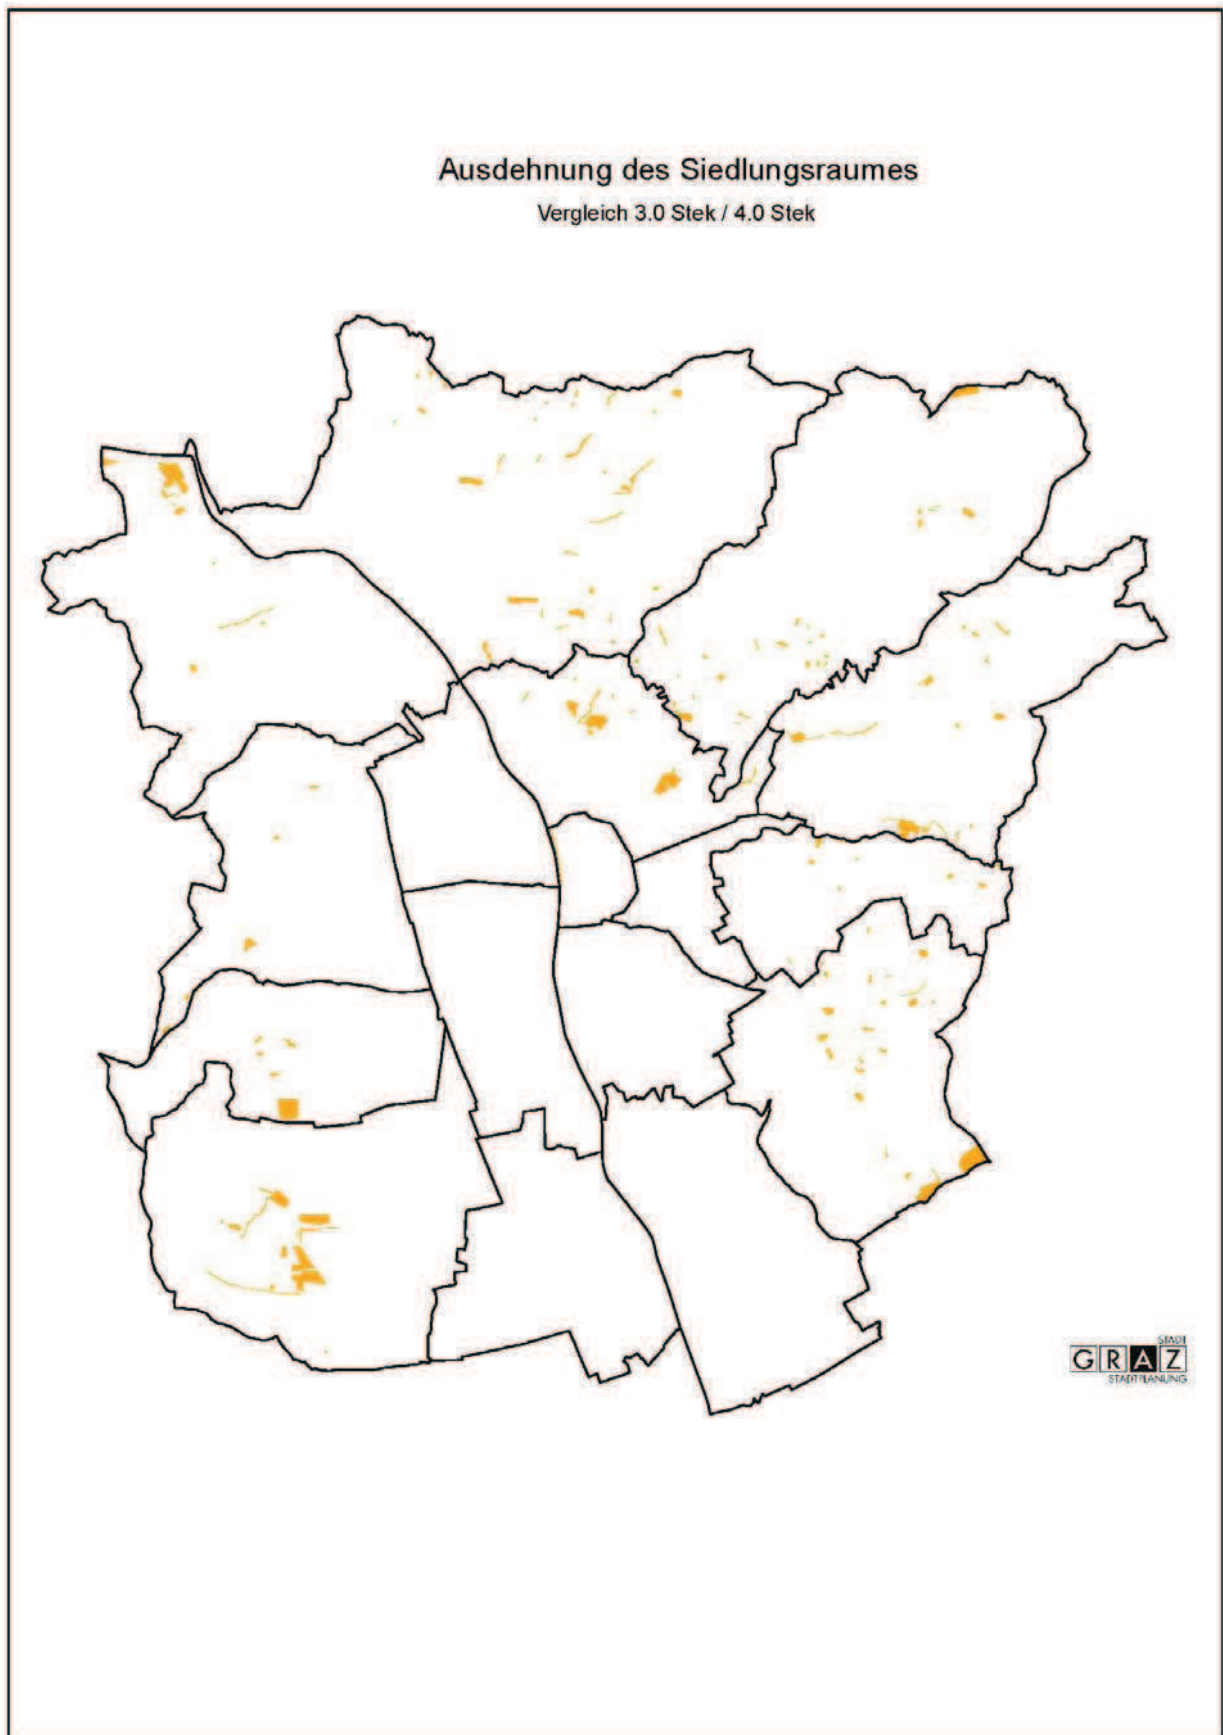 Ausdehnung des Siedlungsraumes
Vergleich 3.0 Stek / 4.0 Stek
STADT
GRAZ
STADTPLANUNG